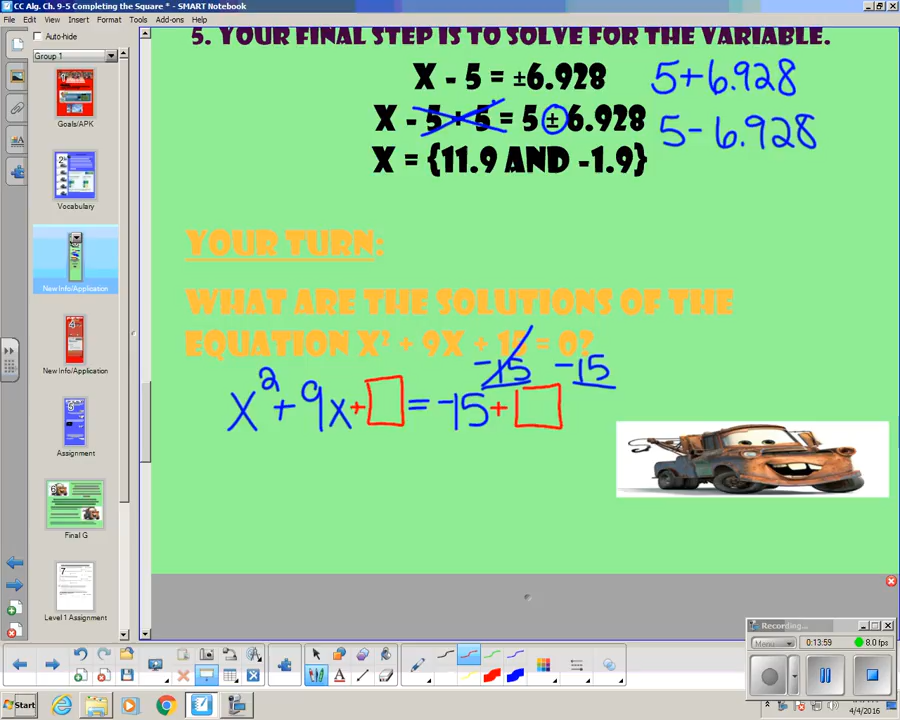 CC Alg. Ch. 9-5 Completing the Square * - SMART Notebook
File Edit View Insert Format Tools Add-ons Help
Auto-hide
Group 1
Goals/APK
Vocabulary
New Info/Application
New Info/Application
Assignment
Final G
Level 1 Assignment
5. YOUR FINAL STEP IS TO SOLVE FOR THE VARIABLE.
X - 5 = ±6.928 5+6.928
X - 5 + 5 = 5 ± 6.928 5-6.928
X = {11.9 AND -1.9}
YOUR TURN:
WHAT ARE THE SOLUTIONS OF THE
EQUATION X² + 9X + 15 = 0?
-15 -15
x²+9x+□=-15+□
Recording...
Menu 13:59 8.0 fps
Start
4/4/2016